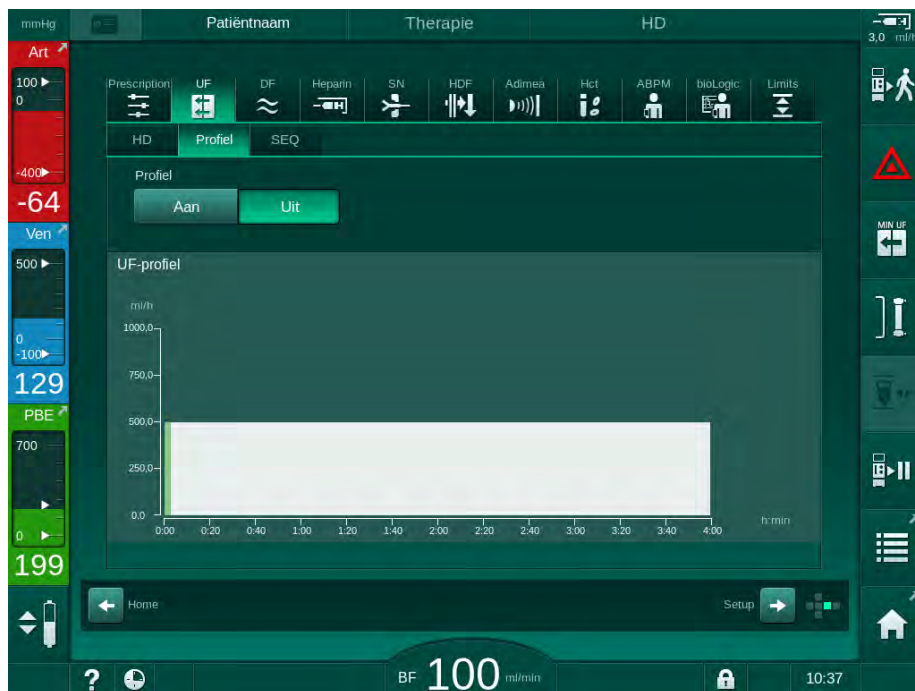 mmHg Patiëntnaam Therapie HD
3,0 ml/h
Art
100
0
-400
-64
Ven
500
0
-100
129
PBE
700
0
199
Prescription UF DF Heparin SN HDF Adimea Hct ABPM bioLogic Limits
HD Profiel SEQ
Profiel
Aan Uit
UF-profiel
ml/h
1000,0
750,0
500,0
250,0
0.0
0:00 0:20 0:40 1:00 1:20 1:40 2:00 2:20 2:40 3:00 3:20 3:40 4:00
h:min
MIN UF
Home Setup
? BF 100 ml/min 10:37